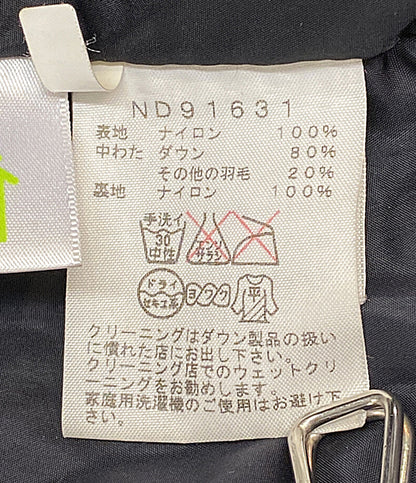 ND91631
表地 ナイロン 100%
中わた ダウン 80%
その他の羽毛 20%
裏地 ナイロン 100%
手洗イ
30
中性
エンソ
サラシ
ドライ
セキユ系
ヨワク
平
クリーニングはダウン製品の扱い
に慣れた店にお出し下さい。
クリーニング店でのウェットクリ
ーニングをお勧めします。
家庭用洗濯機のご使用はお避け下
さい。